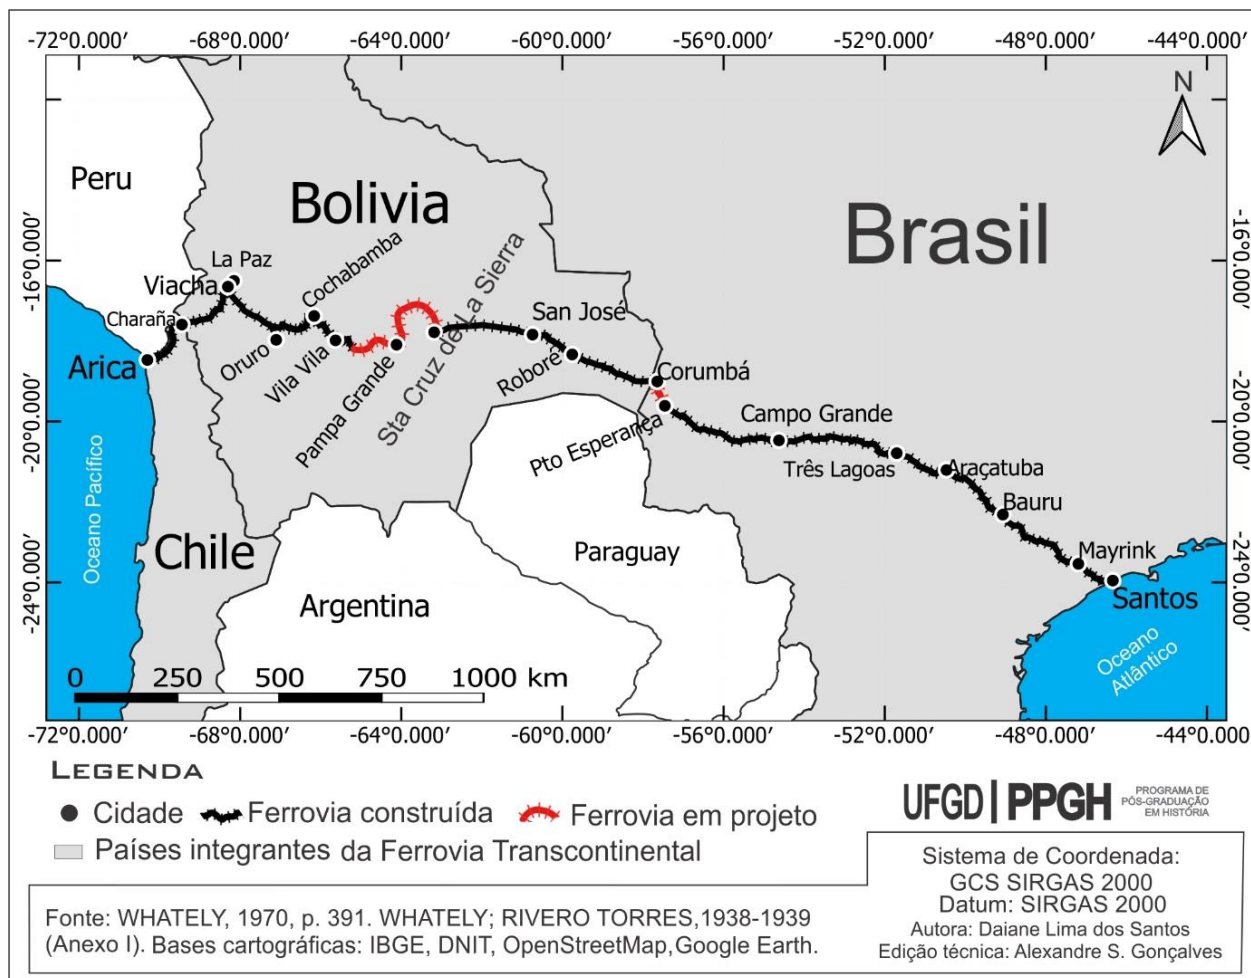 -72°0.000′ -68°0.000′ -64°0.000′ -60°0.000′ -56°0.000′ -52°0.000′ -48°0.000′ -44°0.000′
N
Peru
Bolivia
Brasil
-16°0.000′
-16°0.000′
La Paz
Viacha
Cochabamba
Sta Cruz de La Sierra
Charaña
San José
Arica
Oruro
Vila Vila
Pampa Grande
Roboré
Corumbá
-20°0.000′
-20°0.000′
Pto Esperança
Campo Grande
Três Lagoas
Araçatuba
Bauru
Oceano Pacífico
Chile
Paraguay
Mayrink
-24°0.000′
-24°0.000′
Argentina
Santos
Oceano
Atlântico
0 250 500 750 1000 km
-72°0.000′ -68°0.000′ -64°0.000′ -60°0.000′ -56°0.000′ -52°0.000′ -48°0.000′ -44°0.000′
LEGENDA
Cidade Ferrovia construída Ferrovia em projeto
Países integrantes da Ferrovia Transcontinental
UFGD | PPGH
PROGRAMA DE
PÓS-GRADUAÇÃO
EM HISTÓRIA
Fonte: WHATELY, 1970, p. 391. WHATELY; RIVERO TORRES,1938-1939
(Anexo I). Bases cartográficas: IBGE, DNIT, OpenStreetMap,Google Earth.
Sistema de Coordenada:
GCS SIRGAS 2000
Datum: SIRGAS 2000
Autora: Daiane Lima dos Santos
Edição técnica: Alexandre S. Gonçalves